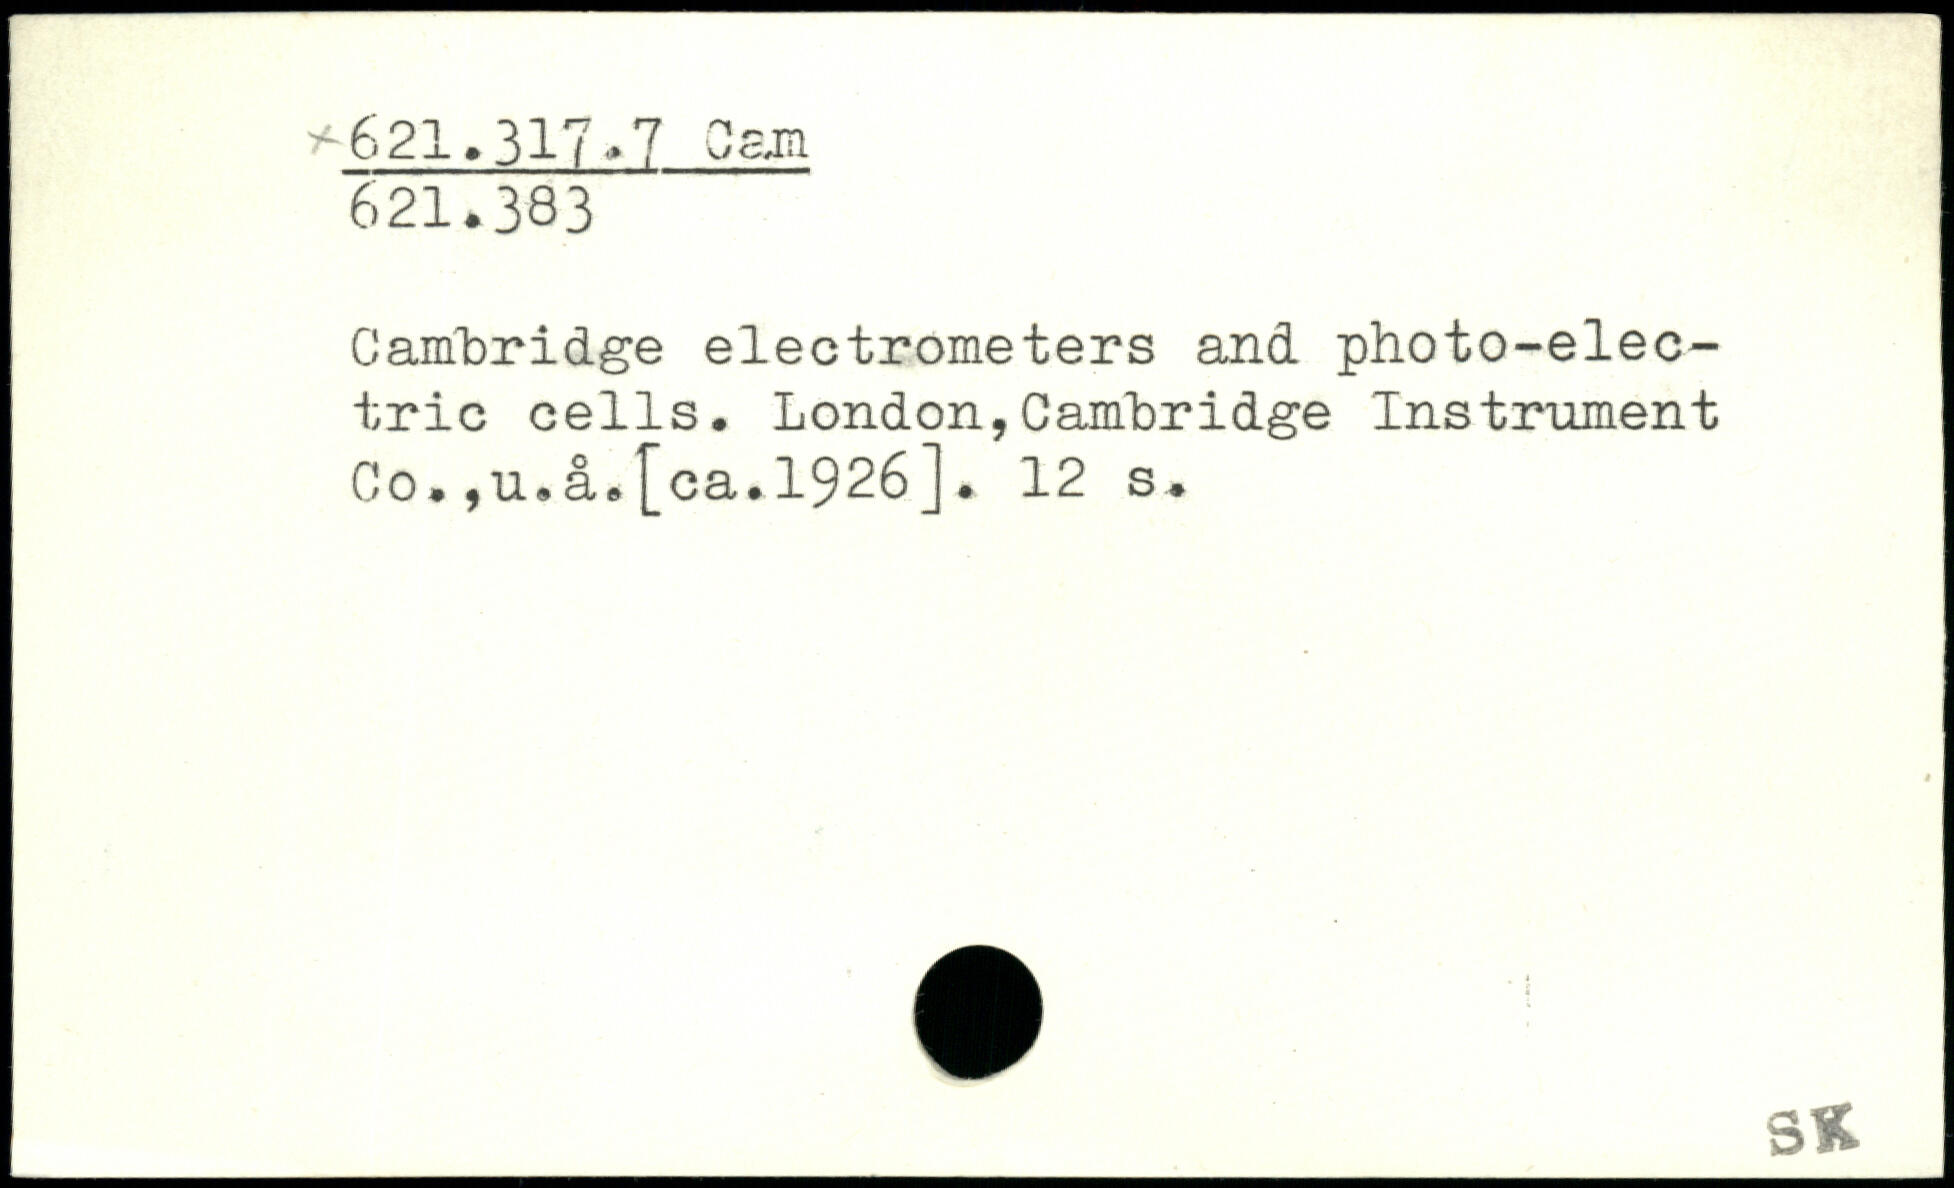 ×621.317.7 Cam
621.383
Cambridge electrometers and photo-elec-
tric cells. London,Cambridge Instrument
Co.,u.å.[ca.1926]. 12 s.
SK